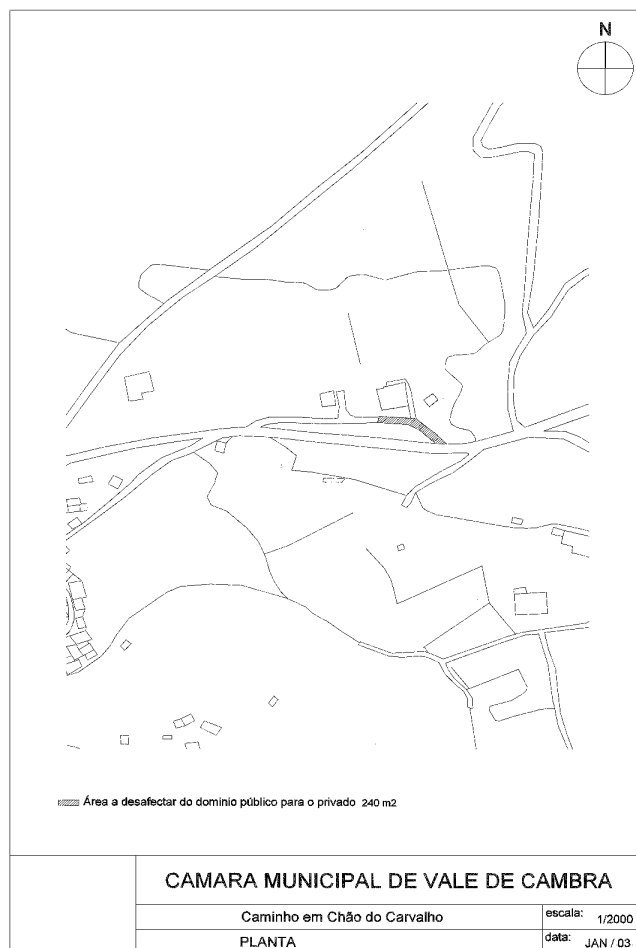 N
Área a desafectar do dominio público para o privado 240 m2
CAMARA MUNICIPAL DE VALE DE CAMBRA
Caminho em Chão do Carvalho
escala: 1/2000
PLANTA
data: JAN / 03